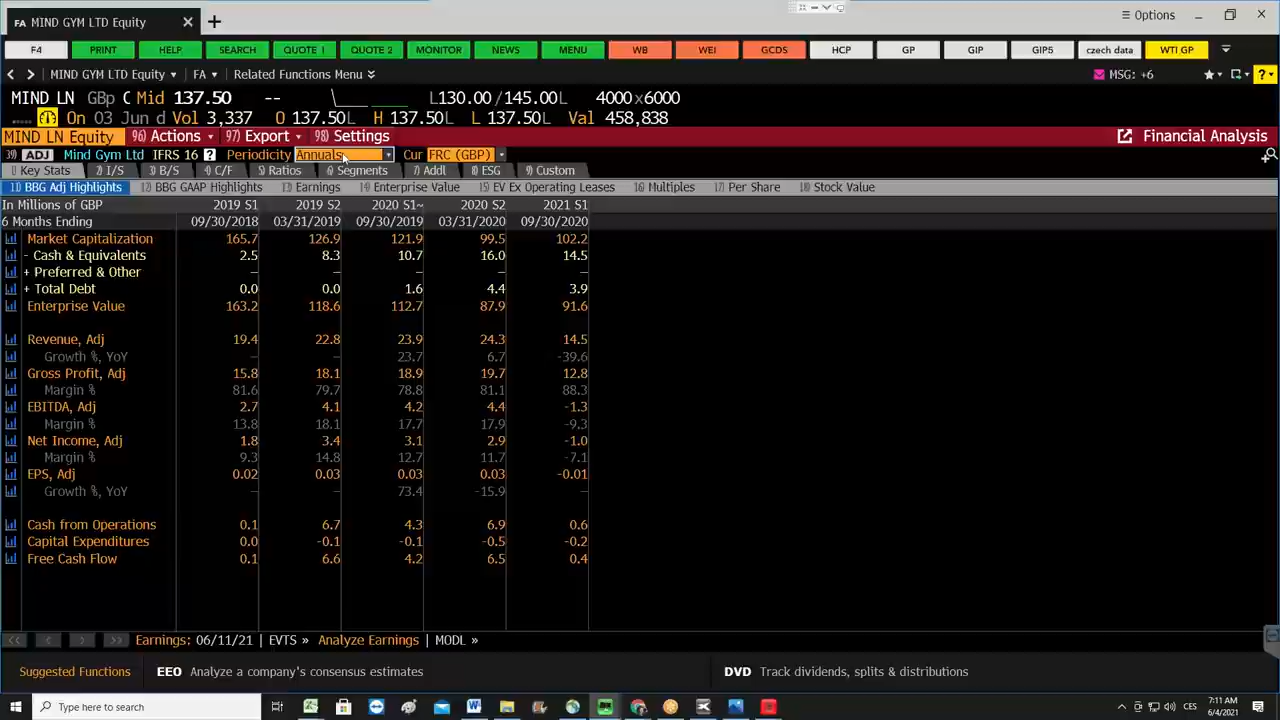 FA MIND GYM LTD Equity × +
Options
F4 PRINT HELP SEARCH QUOTE 1 QUOTE 2 MONITOR NEWS MENU WB WEI GCDS HCP GP GIP GIP5 czech data WTI GP
MIND GYM LTD Equity FA Related Functions Menu MSG: +6
MIND LN GBp C Mid 137.50 -- L130.00/145.00L 4000x6000
On 03 Jun d Vol 3,337 O 137.50L H 137.50L L 137.50L Val 458,838
MIND LN Equity 96) Actions 97) Export 98) Settings Financial Analysis
39) ADJ Mind Gym Ltd IFRS 16 ? Periodicity Annuals Cur FRC (GBP)
1) Key Stats 2) I/S 3) B/S 4) C/F 5) Ratios 6) Segments 7) Addl 8) ESG 9) Custom
11) BBG Adj Highlights 12) BBG GAAP Highlights 13) Earnings 14) Enterprise Value 15) EV Ex Operating Leases 16) Multiples 17) Per Share 18) Stock Value
In Millions of GBP 2019 S1 2019 S2 2020 S1~ 2020 S2 2021 S1
6 Months Ending 09/30/2018 03/31/2019 09/30/2019 03/31/2020 09/30/2020
Market Capitalization 165.7 126.9 121.9 99.5 102.2
- Cash & Equivalents 2.5 8.3 10.7 16.0 14.5
+ Preferred & Other – – – – –
+ Total Debt 0.0 0.0 1.6 4.4 3.9
Enterprise Value 163.2 118.6 112.7 87.9 91.6
Revenue, Adj 19.4 22.8 23.9 24.3 14.5
Growth %, YoY – – 23.7 6.7 -39.6
Gross Profit, Adj 15.8 18.1 18.9 19.7 12.8
Margin % 81.6 79.7 78.8 81.1 88.3
EBITDA, Adj 2.7 4.1 4.2 4.4 -1.3
Margin % 13.8 18.1 17.7 17.9 -9.3
Net Income, Adj 1.8 3.4 3.1 2.9 -1.0
Margin % 9.3 14.8 12.7 11.7 -7.1
EPS, Adj 0.02 0.03 0.03 0.03 -0.01
Growth %, YoY – – 73.4 -15.9 –
Cash from Operations 0.1 6.7 4.3 6.9 0.6
Capital Expenditures 0.0 -0.1 -0.1 -0.5 -0.2
Free Cash Flow 0.1 6.6 4.2 6.5 0.4
<< < > >> Earnings: 06/11/21 | EVTS » Analyze Earnings | MODL »
Suggested Functions EEO Analyze a company's consensus estimates DVD Track dividends, splits & distributions
Type here to search CES 7:11 AM
6/4/2021